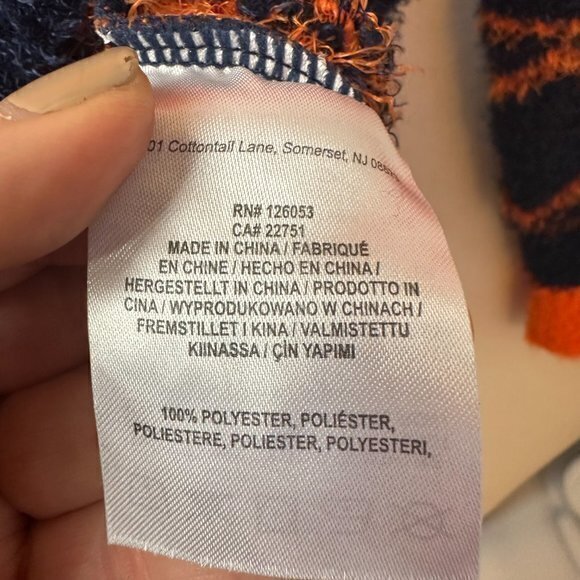 01 Cottontail Lane, Somerset, NJ
RN# 126053
CA# 22751
MADE IN CHINA / FABRIQUÉ
EN CHINE / HECHO EN CHINA /
HERGESTELLT IN CHINA / PRODOTTO IN
CINA / WYPRODUKOWANO W CHINACH /
FREMSTILLET I KINA / VALMISTETTU
KIINASSA / ÇİN YAPIMI
100% POLYESTER, POLIÉSTER,
POLIESTERE, POLIESTER, POLYESTERI,